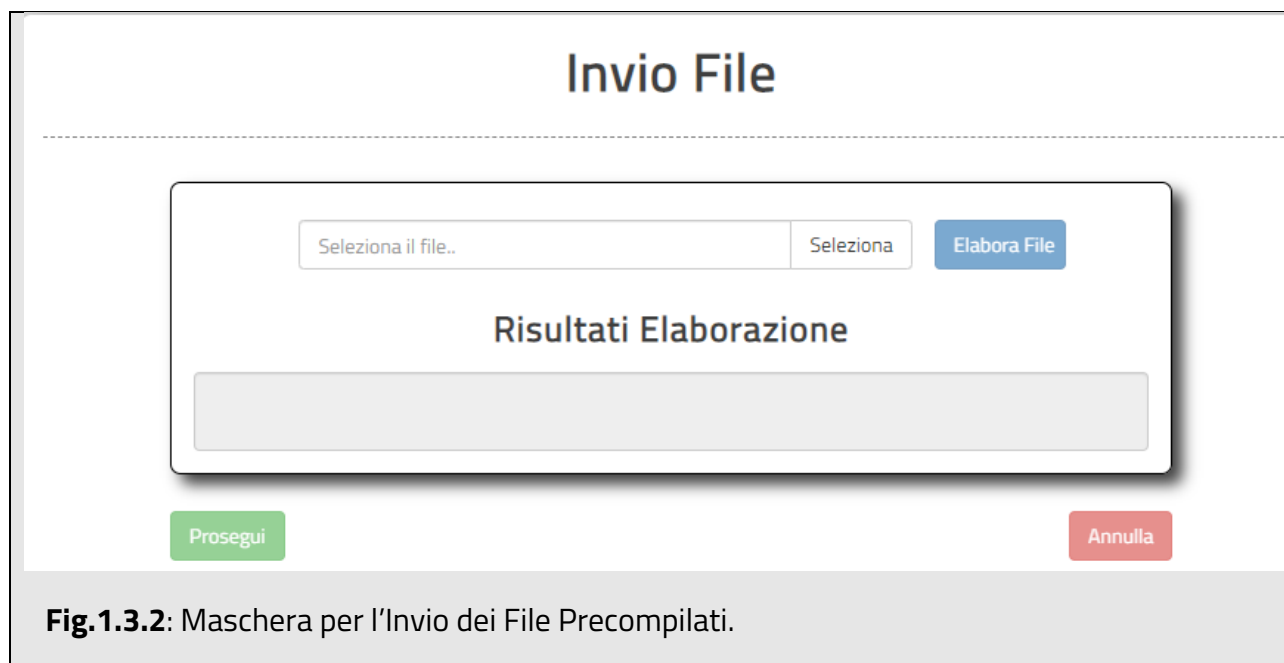 Invio File
Seleziona il file..
Seleziona
Elabora File
Risultati Elaborazione
Prosegui
Annulla
Fig.1.3.2: Maschera per l’Invio dei File Precompilati.